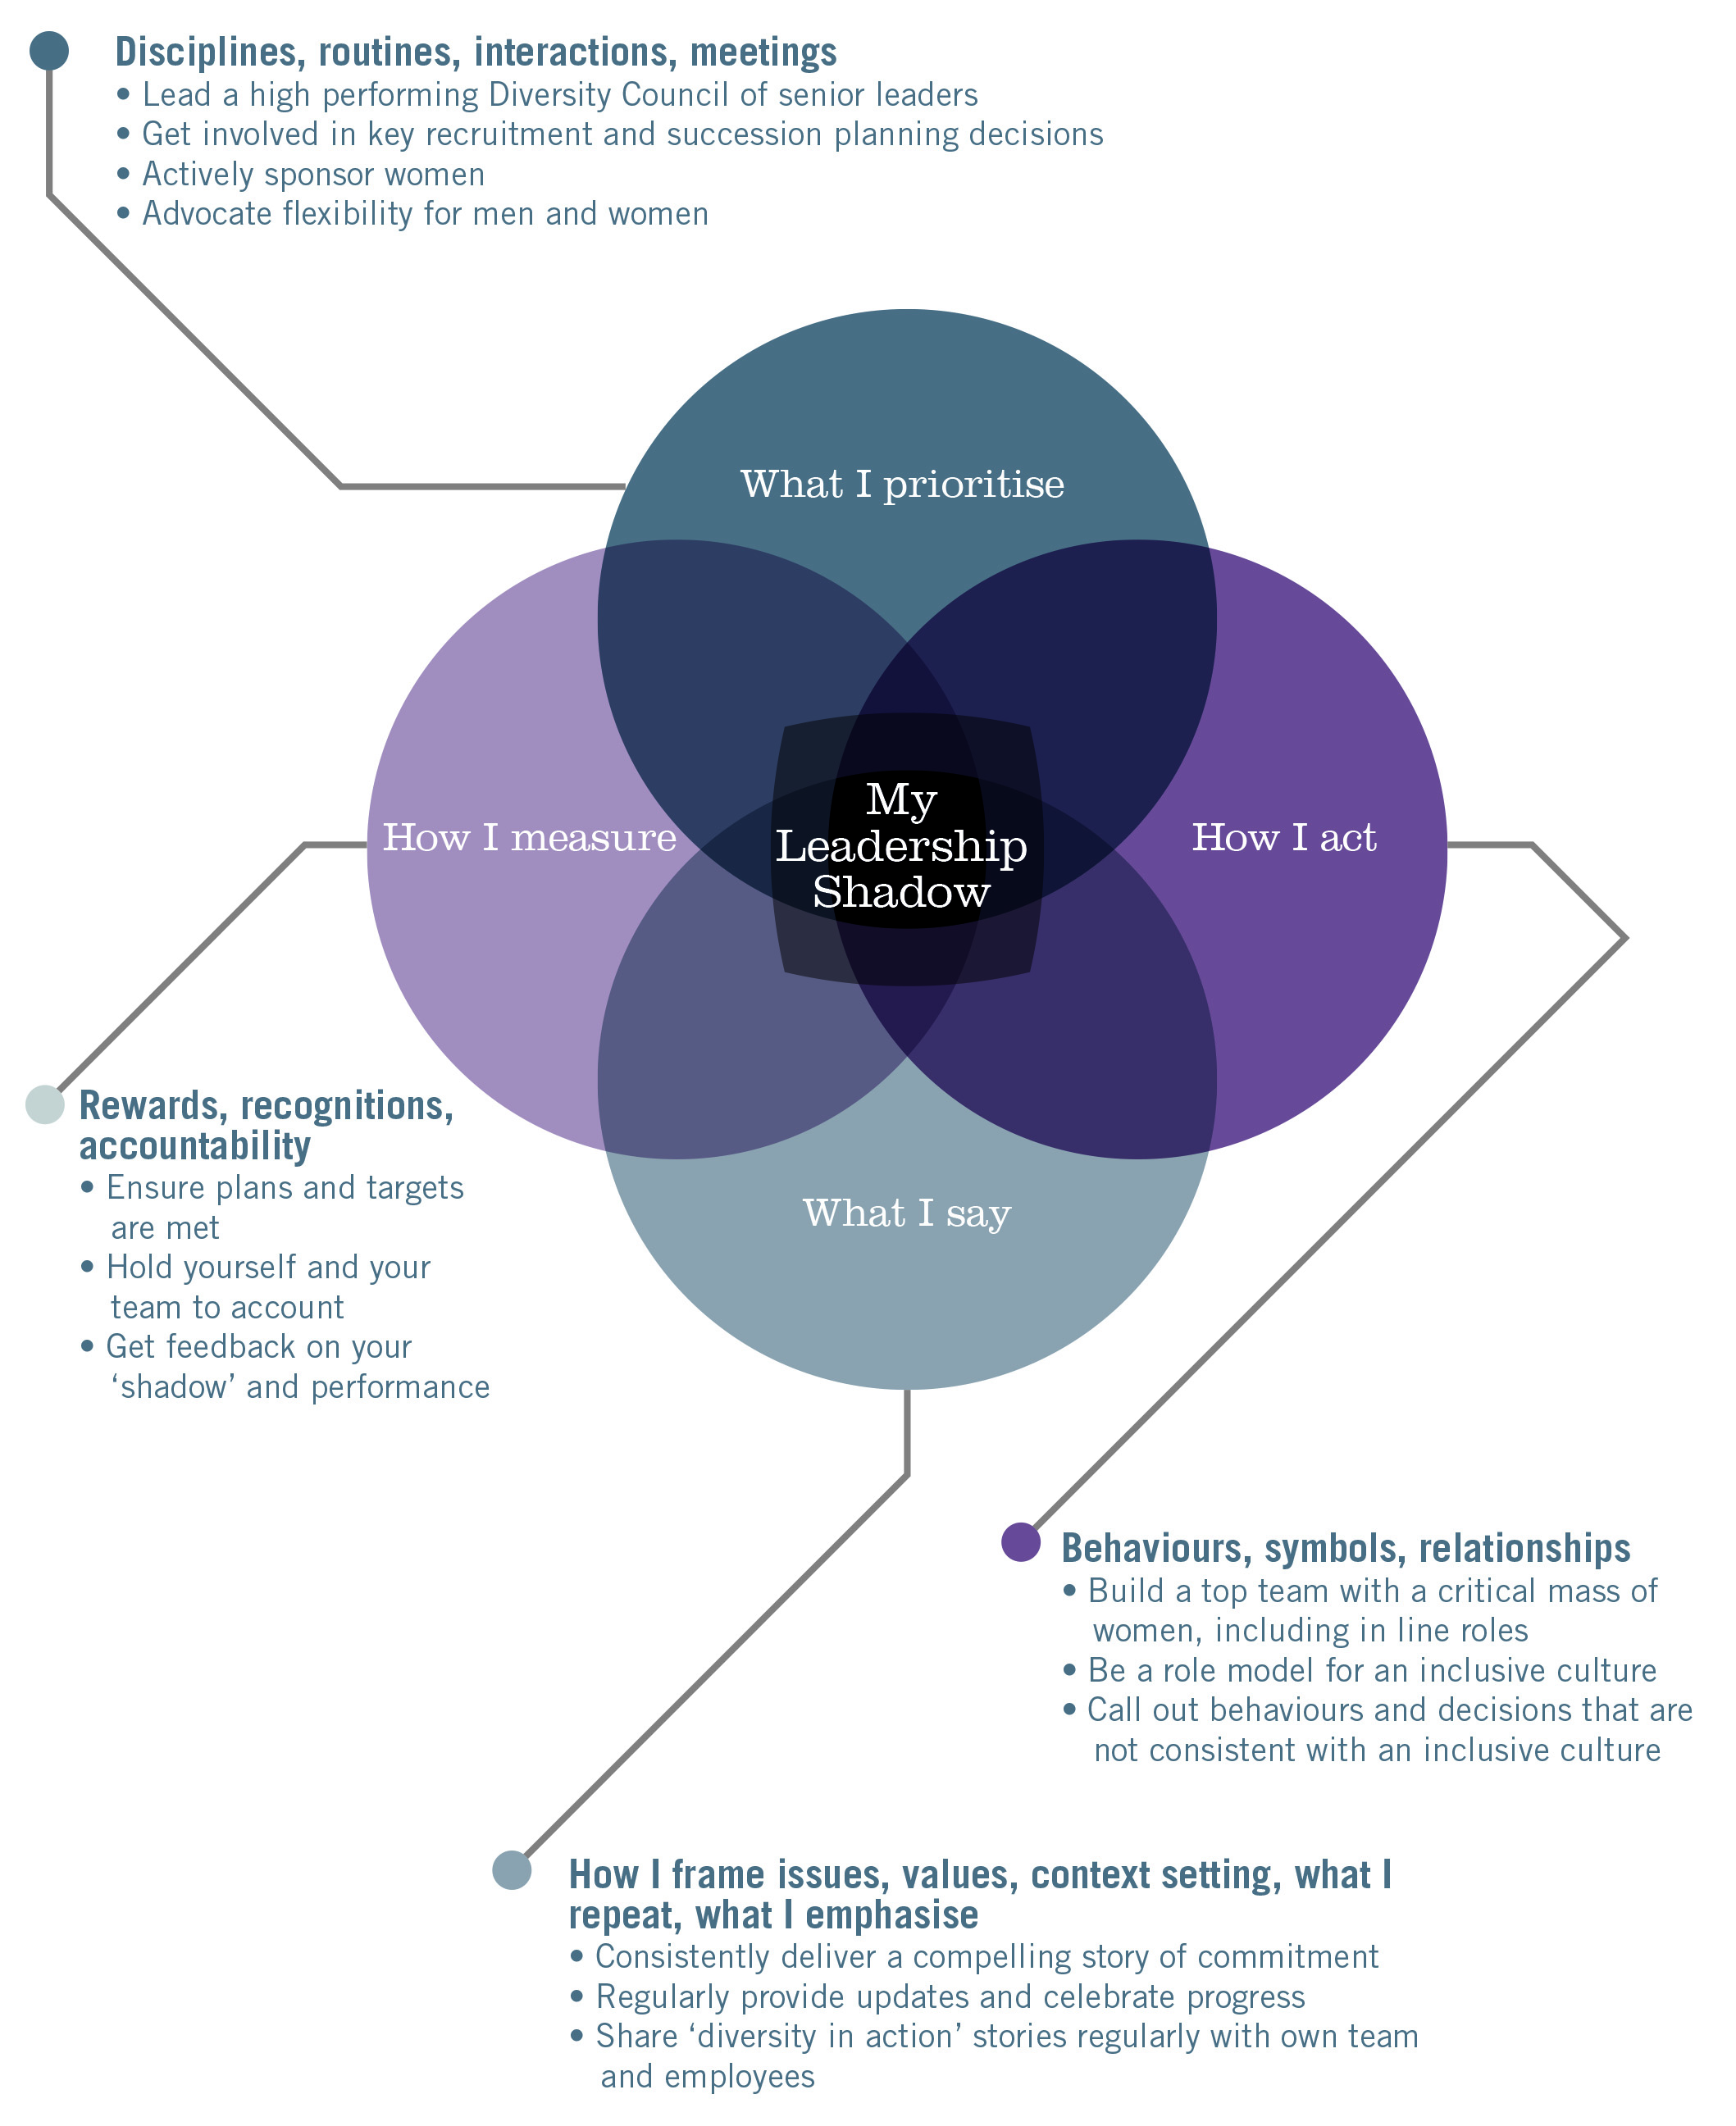 Disciplines, routines, interactions, meetings
• Lead a high performing Diversity Council of senior leaders
• Get involved in key recruitment and succession planning decisions
• Actively sponsor women
• Advocate flexibility for men and women
What I prioritise
How I measure
My
Leadership
Shadow
How I act
What I say
Rewards, recognitions,
accountability
• Ensure plans and targets
are met
• Hold yourself and your
team to account
• Get feedback on your
‘shadow’ and performance
Behaviours, symbols, relationships
• Build a top team with a critical mass of
women, including in line roles
• Be a role model for an inclusive culture
• Call out behaviours and decisions that are
not consistent with an inclusive culture
How I frame issues, values, context setting, what I
repeat, what I emphasise
• Consistently deliver a compelling story of commitment
• Regularly provide updates and celebrate progress
• Share ‘diversity in action’ stories regularly with own team
and employees